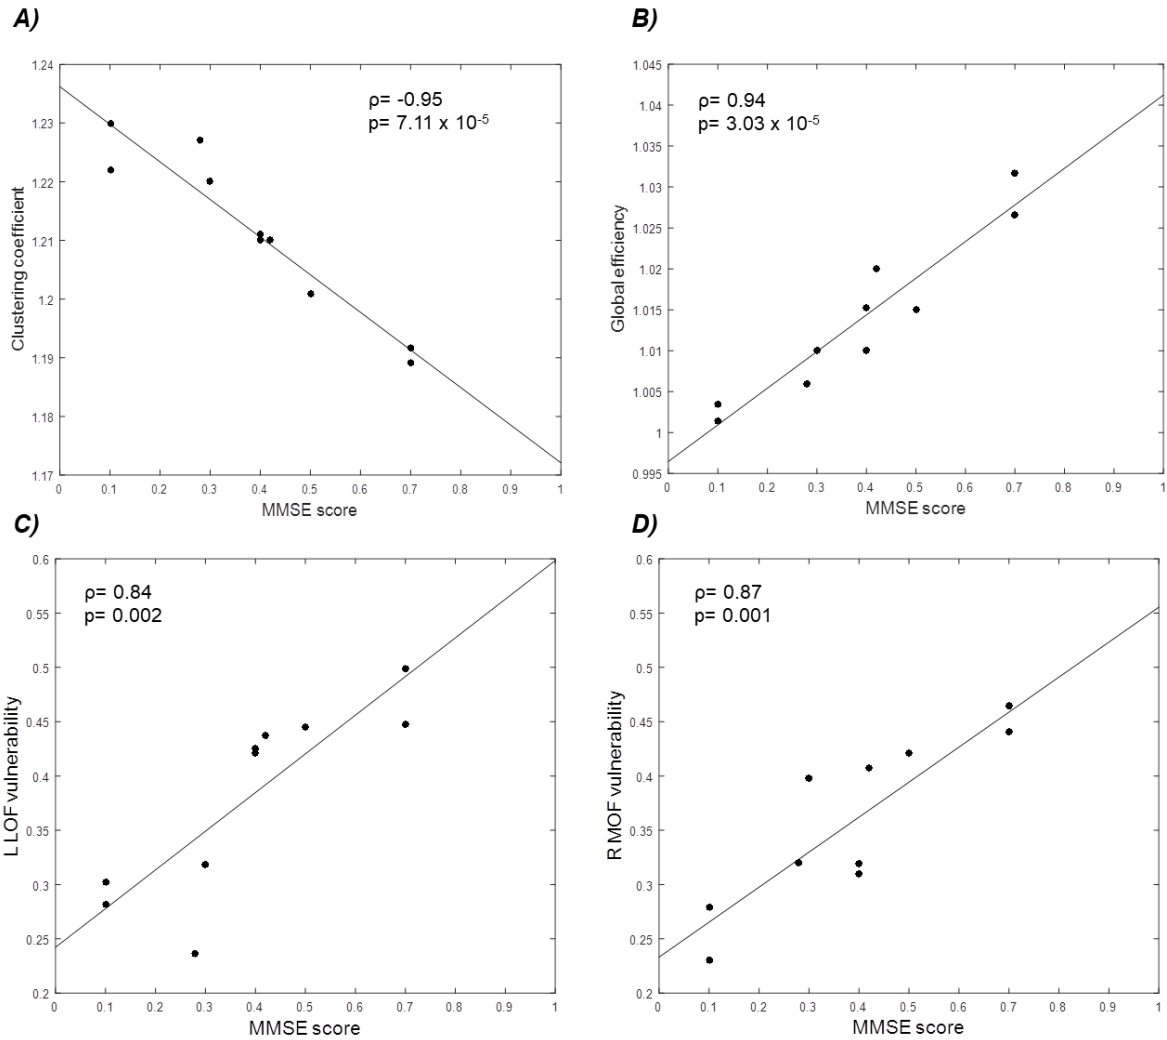 A)
ρ= -0.95
p= 7.11 x 10-5
Clustering coefficient
1.24
1.23
1.22
1.21
1.2
1.19
1.18
1.17
0 0.1 0.2 0.3 0.4 0.5 0.6 0.7 0.8 0.9 1
MMSE score
B)
ρ= 0.94
p= 3.03 x 10-5
Global efficiency
1.045
1.04
1.035
1.03
1.025
1.02
1.015
1.01
1.005
1
0.995
0 0.1 0.2 0.3 0.4 0.5 0.6 0.7 0.8 0.9 1
MMSE score
C)
ρ= 0.84
p= 0.002
L LOF vulnerability
0.6
0.55
0.5
0.45
0.4
0.35
0.3
0.25
0.2
0 0.1 0.2 0.3 0.4 0.5 0.6 0.7 0.8 0.9 1
MMSE score
D)
ρ= 0.87
p= 0.001
R MOF vulnerability
0.6
0.55
0.5
0.45
0.4
0.35
0.3
0.25
0.2
0 0.1 0.2 0.3 0.4 0.5 0.6 0.7 0.8 0.9 1
MMSE score